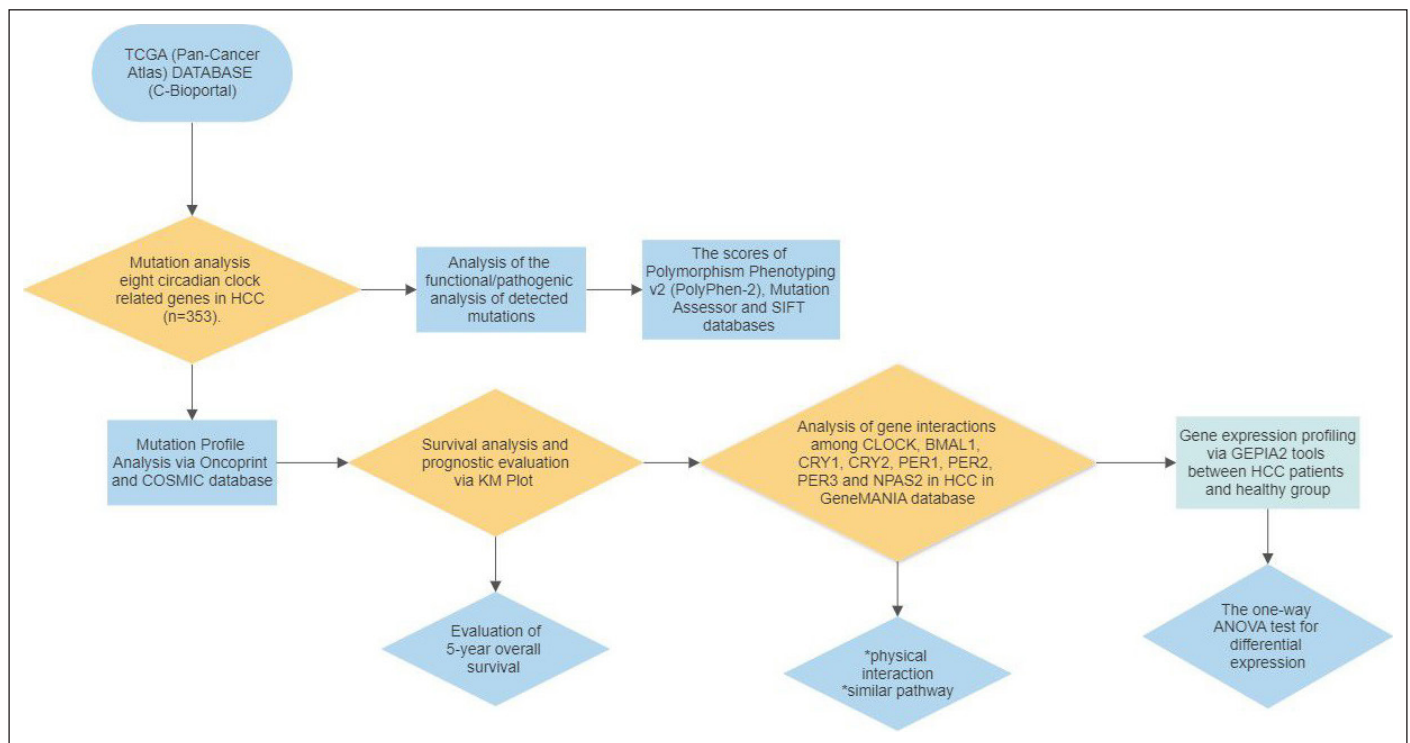 TCGA (Pan-Cancer
Atlas) DATABASE
(C-Bioportal)
Mutation analysis
eight circadian clock
related genes in HCC
(n=353).
Analysis of the
functional/pathogenic
analysis of detected
mutations
The scores of
Polymorphism Phenotyping
v2 (PolyPhen-2), Mutation
Assessor and SIFT
databases
Mutation Profile
Analysis via Oncoprint
and COSMIC database
Survival analysis and
prognostic evaluation
via KM Plot
Analysis of gene interactions
among CLOCK, BMAL1,
CRY1, CRY2, PER1, PER2,
PER3 and NPAS2 in HCC in
GeneMANIA database
Gene expression profiling
via GEPIA2 tools
between HCC patients
and healthy group
Evaluation of
5-year overall
survival
*physical
interaction
*similar pathway
The one-way
ANOVA test for
differential
expression